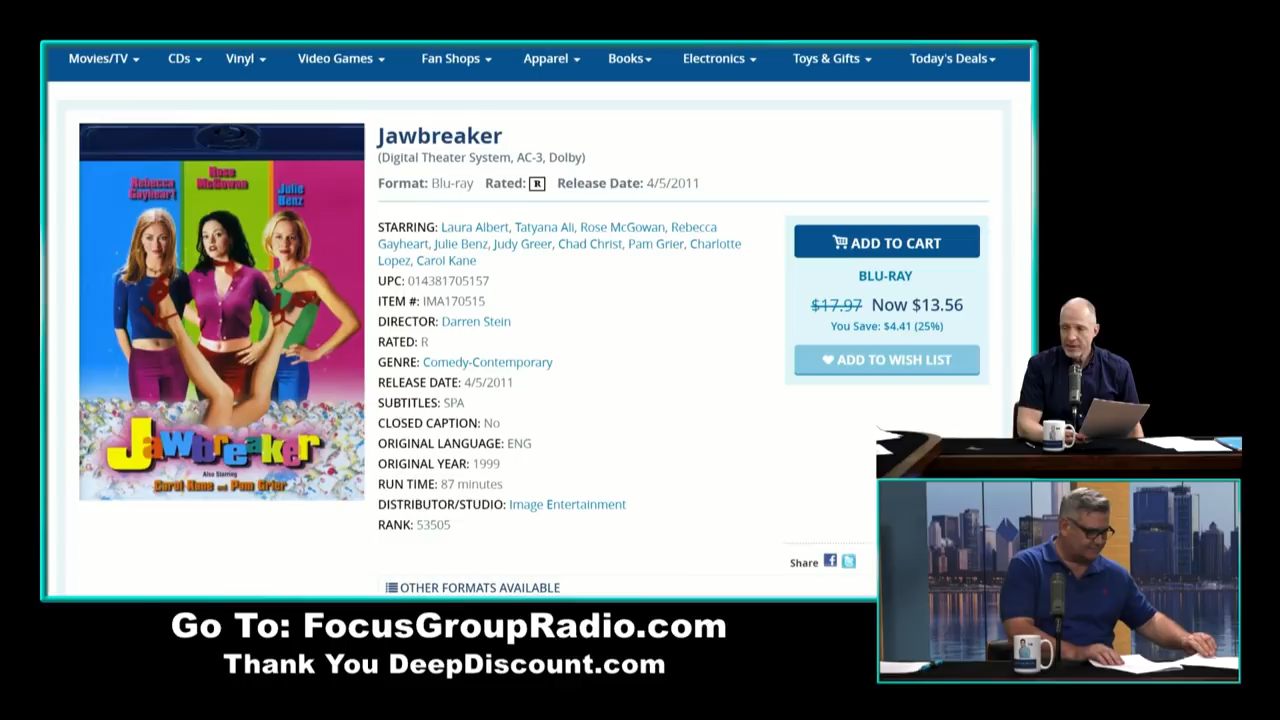 Movies/TV CDs Vinyl Video Games Fan Shops Apparel Books Electronics Toys & Gifts Today's Deals
Rebecca Gayheart
Rose McGowan
Julie Benz
Jawbreaker
Also Starring
Carol Kane and Pam Grier
Jawbreaker
(Digital Theater System, AC-3, Dolby)
Format: Blu-ray Rated: R Release Date: 4/5/2011
STARRING: Laura Albert, Tatyana Ali, Rose McGowan, Rebecca
Gayheart, Julie Benz, Judy Greer, Chad Christ, Pam Grier, Charlotte
Lopez, Carol Kane
UPC: 014381705157
ITEM #: IMA170515
DIRECTOR: Darren Stein
RATED: R
GENRE: Comedy-Contemporary
RELEASE DATE: 4/5/2011
SUBTITLES: SPA
CLOSED CAPTION: No
ORIGINAL LANGUAGE: ENG
ORIGINAL YEAR: 1999
RUN TIME: 87 minutes
DISTRIBUTOR/STUDIO: Image Entertainment
RANK: 53505
ADD TO CART
BLU-RAY
$17.97 Now $13.56
You Save: $4.41 (25%)
ADD TO WISH LIST
Share
OTHER FORMATS AVAILABLE
Go To: FocusGroupRadio.com
Thank You DeepDiscount.com